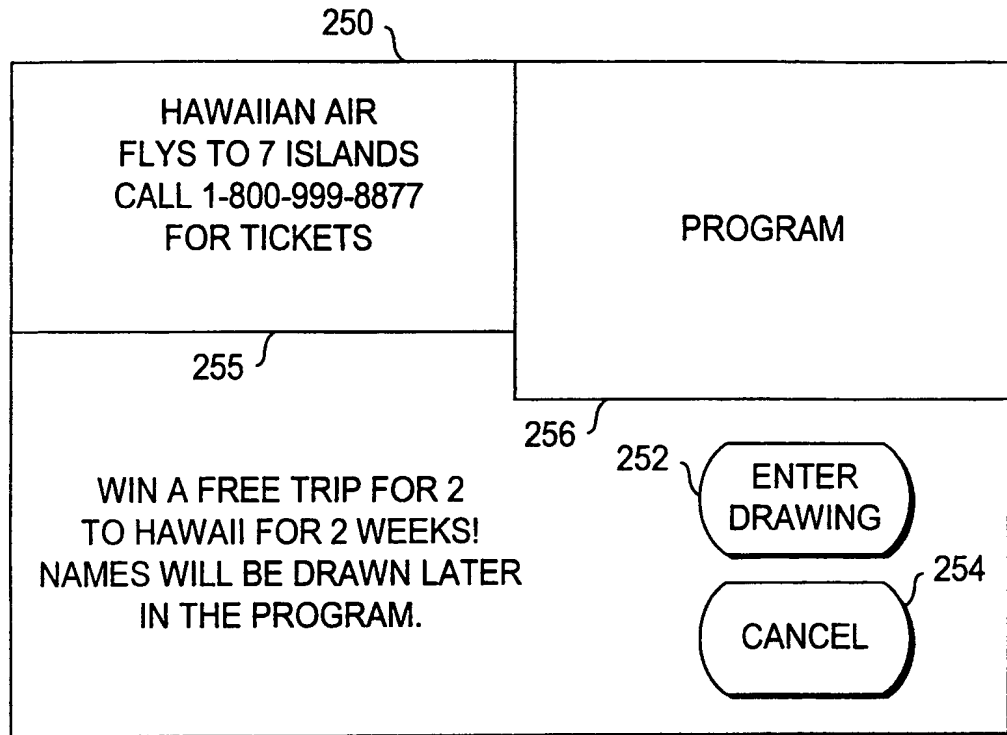 250
HAWAIIAN AIR
FLYS TO 7 ISLANDS
CALL 1-800-999-8877
FOR TICKETS
PROGRAM
255
256
WIN A FREE TRIP FOR 2
TO HAWAII FOR 2 WEEKS!
NAMES WILL BE DRAWN LATER
IN THE PROGRAM.
252
ENTER
DRAWING
254
CANCEL